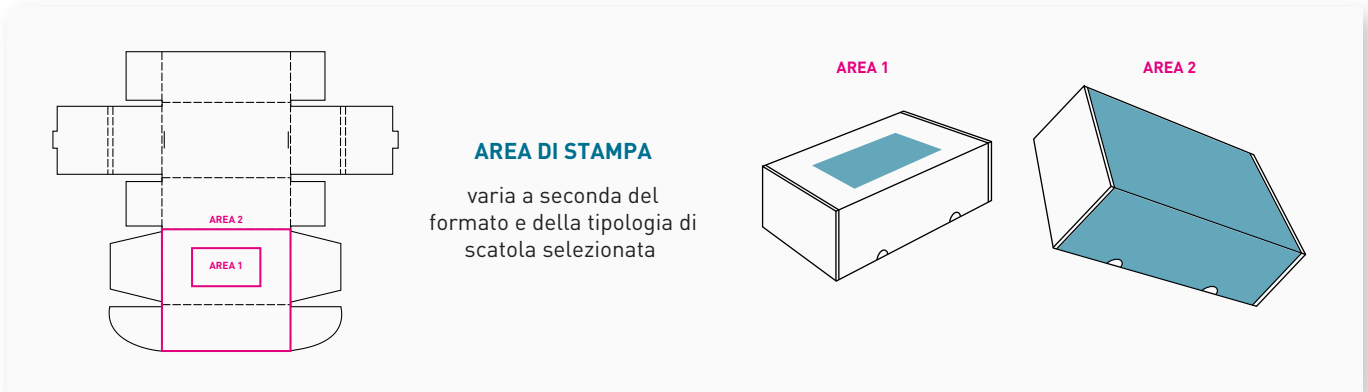 AREA 2
AREA 1
AREA DI STAMPA
varia a seconda del
formato e della tipologia di
scatola selezionata
AREA 1
AREA 2